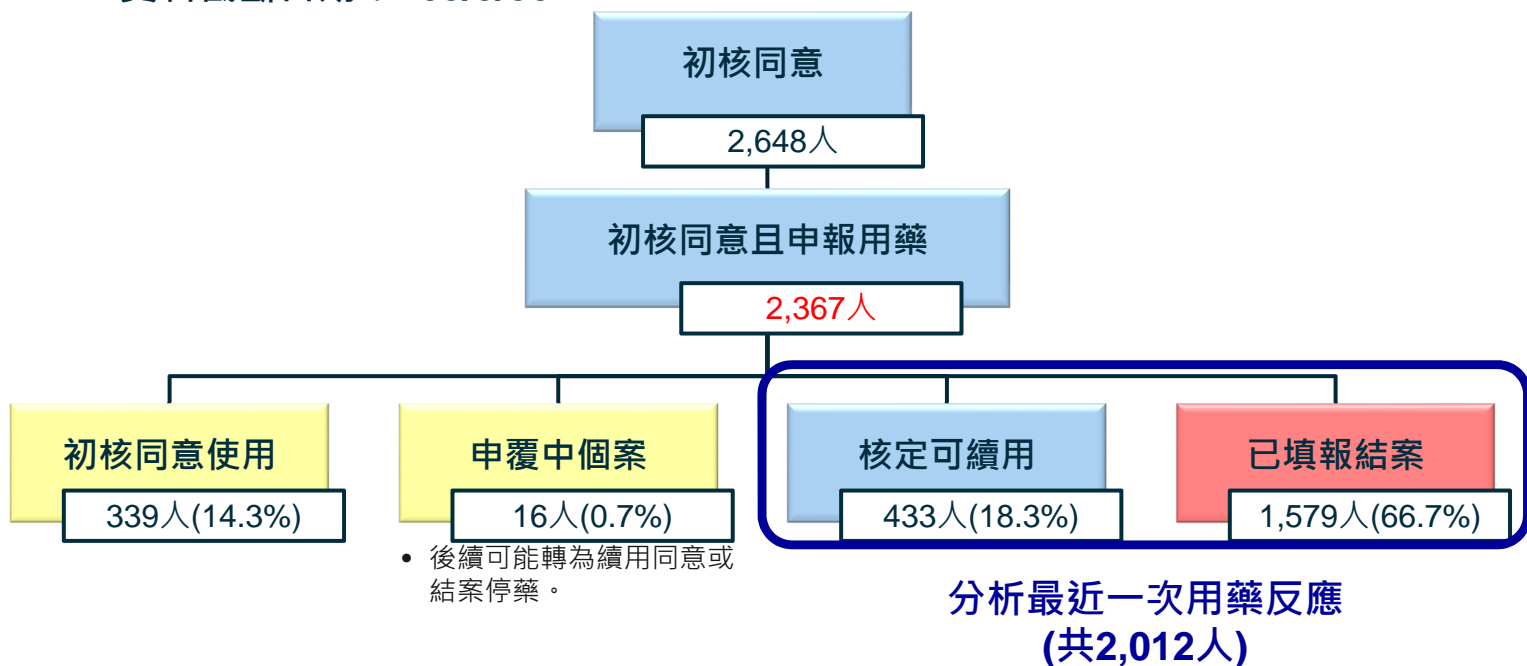 初核同意
2,648人
初核同意且申報用藥
2,367人
初核同意使用
339人(14.3%)
申覆中個案
16人(0.7%)
• 後續可能轉為續用同意或
結案停藥。
核定可續用
433人(18.3%)
已填報結案
1,579人(66.7%)
分析最近一次用藥反應
(共2,012人)